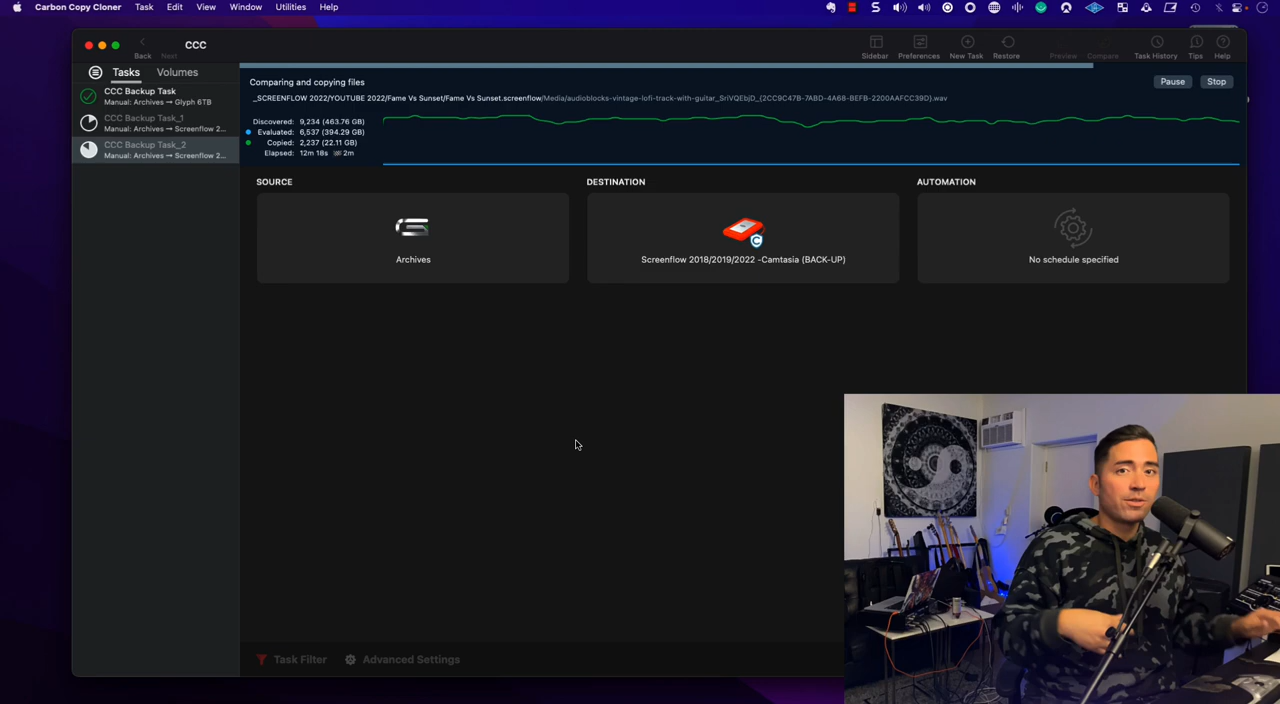 Carbon Copy Cloner Task Edit View Window Utilities Help
CCC
Back Next
Sidebar Preferences New Task Restore Preview Compare Task History Tips Help
Tasks Volumes
CCC Backup Task
Manual: Archives → Glyph 6TB
CCC Backup Task_1
Manual: Archives → Screenflow 2...
CCC Backup Task_2
Manual: Archives → Screenflow 2...
Comparing and copying files
Pause Stop
_SCREENFLOW 2022/YOUTUBE 2022/Fame Vs Sunset/Fame Vs Sunset.screenflow/Media/audioblocks-vintage-lofi-track-with-guitar_SriVQEbjD_{2CC9C47B-7ABD-4A68-BEFB-2200AAFCC39D}.wav
Discovered: 9,234 (463.76 GB)
Evaluated: 6,537 (394.29 GB)
Copied: 2,237 (22.11 GB)
Elapsed: 12m 18s 2m
SOURCE DESTINATION AUTOMATION
Archives
Screenflow 2018/2019/2022 -Camtasia (BACK-UP)
No schedule specified
Task Filter Advanced Settings